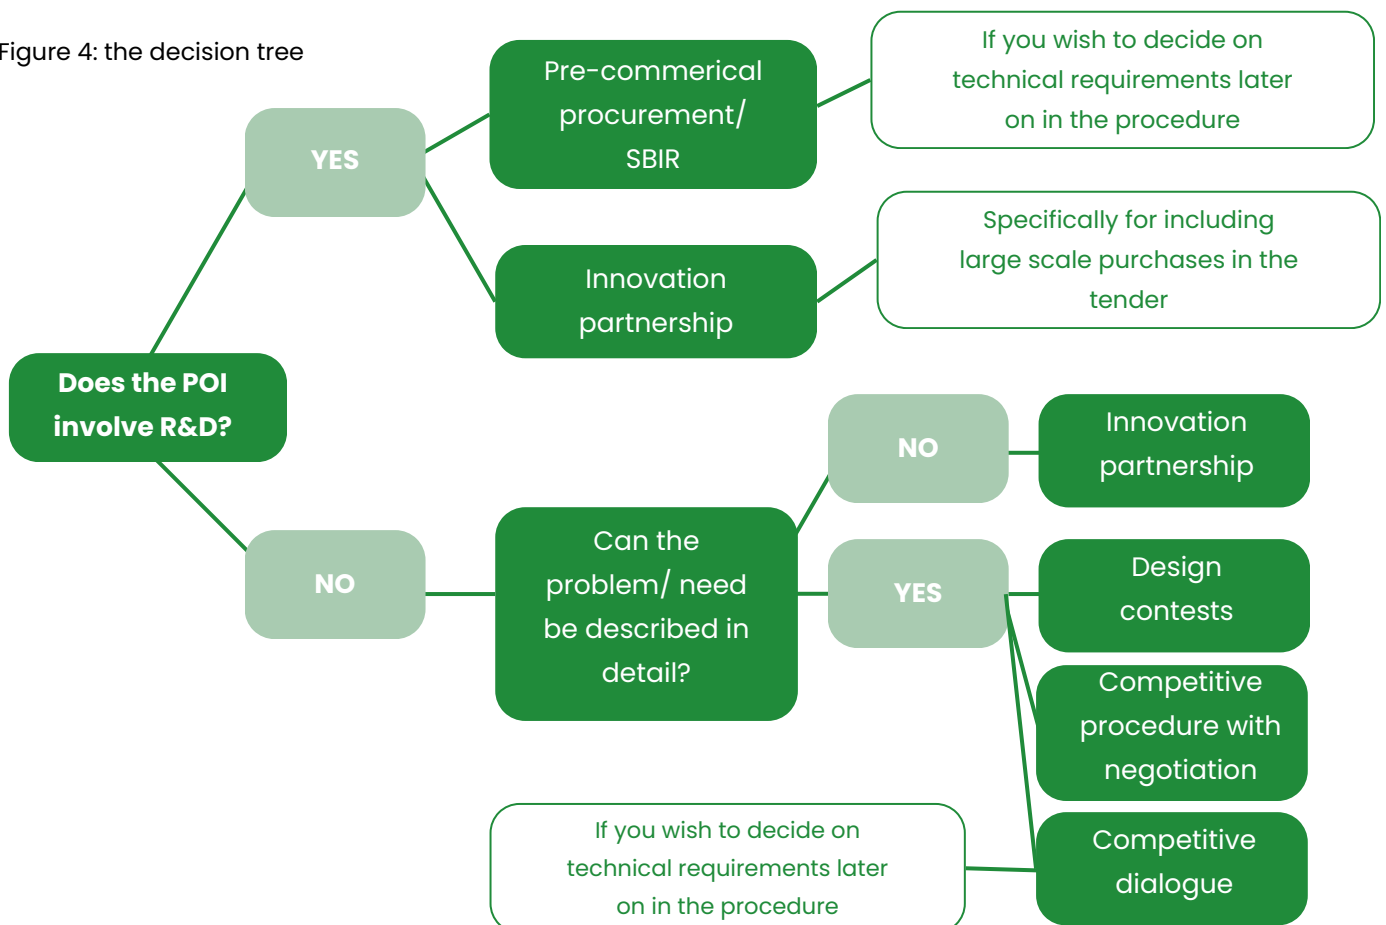 Figure 4: the decision tree
YES
Pre-commerical
procurement/
SBIR
If you wish to decide on
technical requirements later
on in the procedure
Innovation
partnership
Specifically for including
large scale purchases in the
tender
Does the POI
involve R&D?
NO
Can the
problem/ need
be described in
detail?
NO
Innovation
partnership
YES
Design
contests
Competitive
procedure with
negotiation
Competitive
dialogue
If you wish to decide on
technical requirements later
on in the procedure